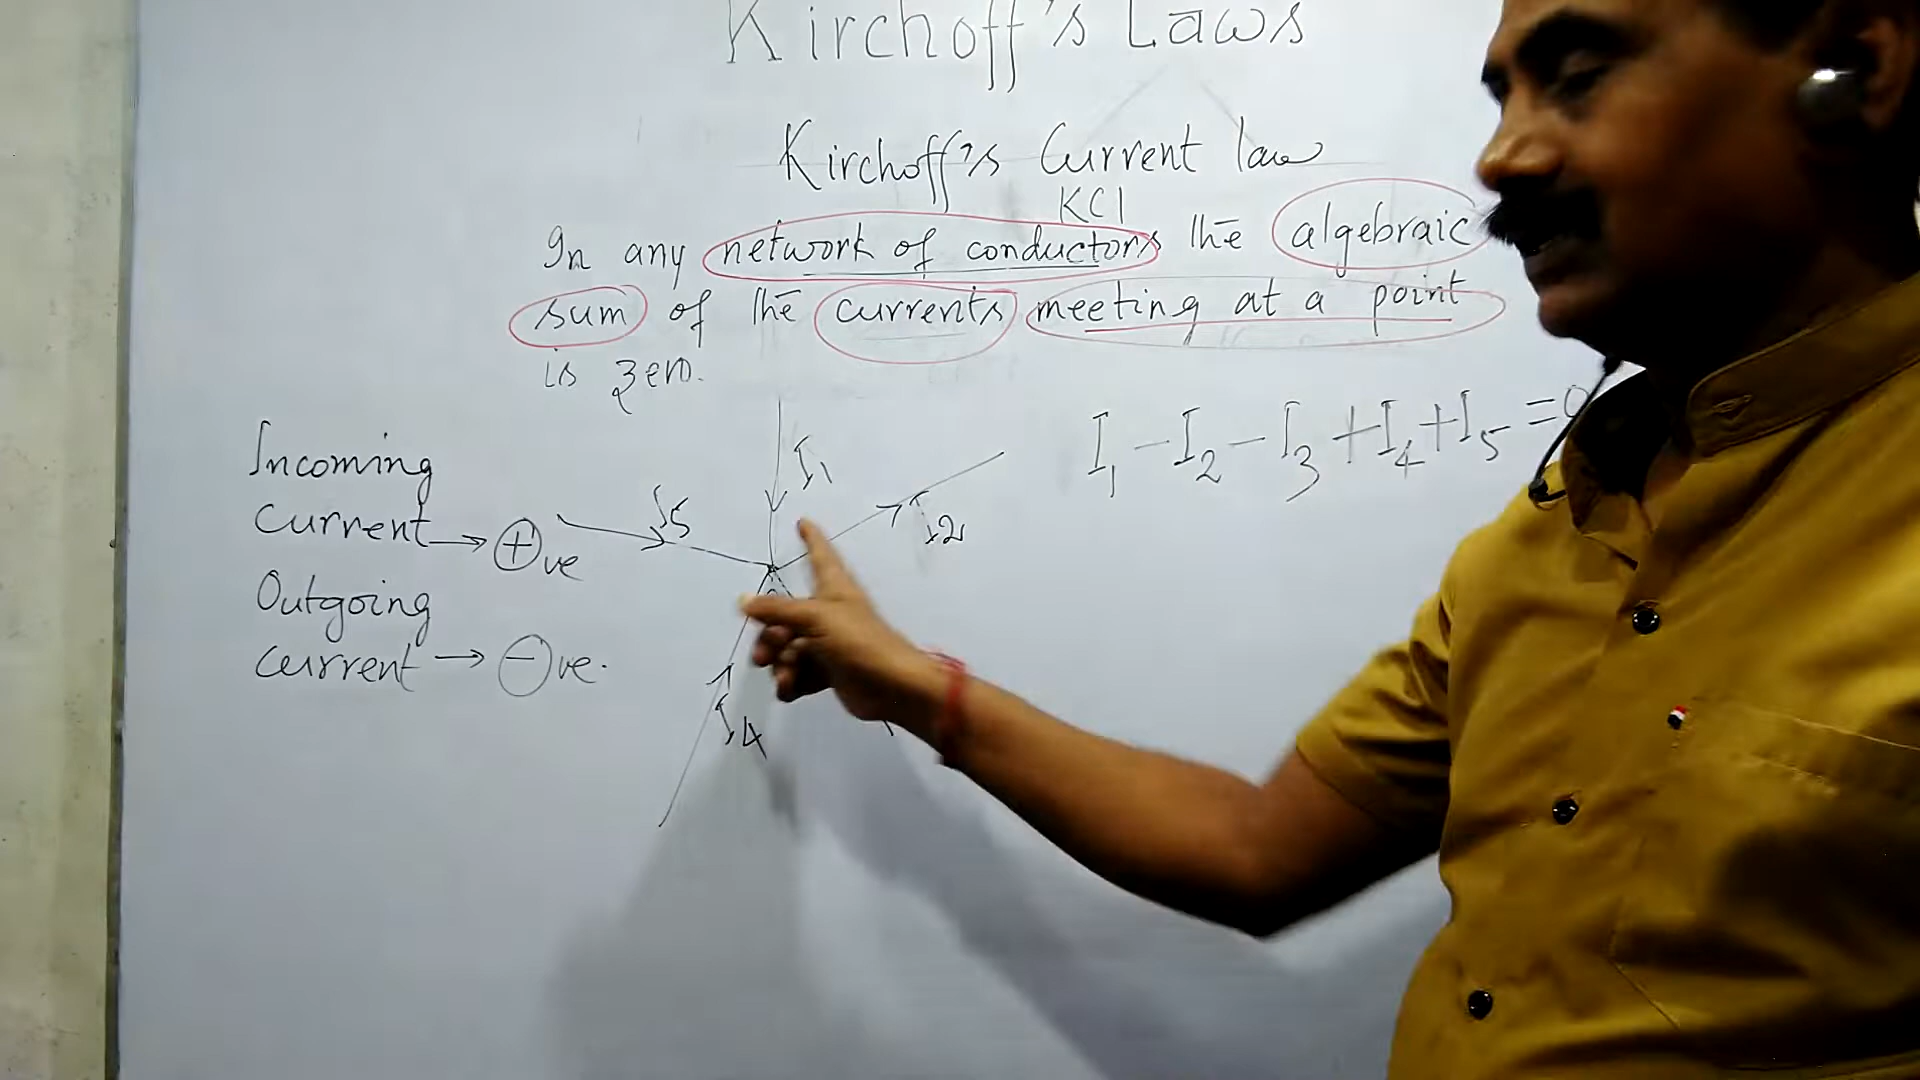 Kirchoff's Laws
Kirchoff's Current law
KCl
In any network of conductors the algebraic
sum of the currents meeting at a point
is zero.
I1 - I2 - I3 + I4 + I5 = 0
Incoming
Current → + ve
Outgoing
current → - ve.
I1
I5
I2
I4